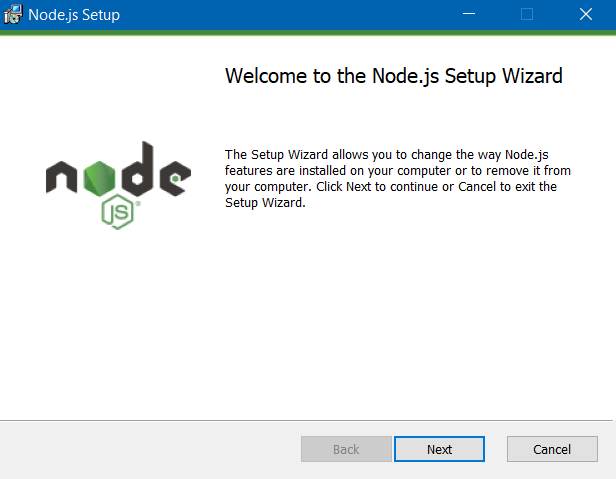 Node.js Setup
Welcome to the Node.js Setup Wizard
node
JS®
The Setup Wizard allows you to change the way Node.js
features are installed on your computer or to remove it from
your computer. Click Next to continue or Cancel to exit the
Setup Wizard.
Back
Next
Cancel